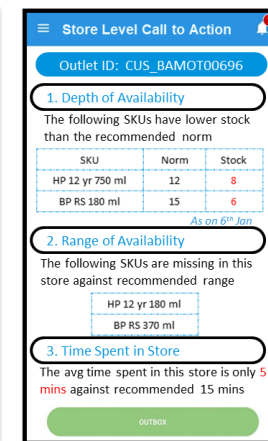 Store Level Call to Action
Outlet ID: CUS_BAMOT00696
1. Depth of Availability
The following SKUs have lower stock
than the recommended norm
SKU Norm Stock
HP 12 yr 750 ml 12 8
BP RS 180 ml 15 6
As on 6th Jan
2. Range of Availability
The following SKUs are missing in this
store against recommended range
HP 12 yr 180 ml
BP RS 370 ml
3. Time Spent in Store
The avg time spent in this store is only 5
mins against recommended 15 mins
OUTBOX